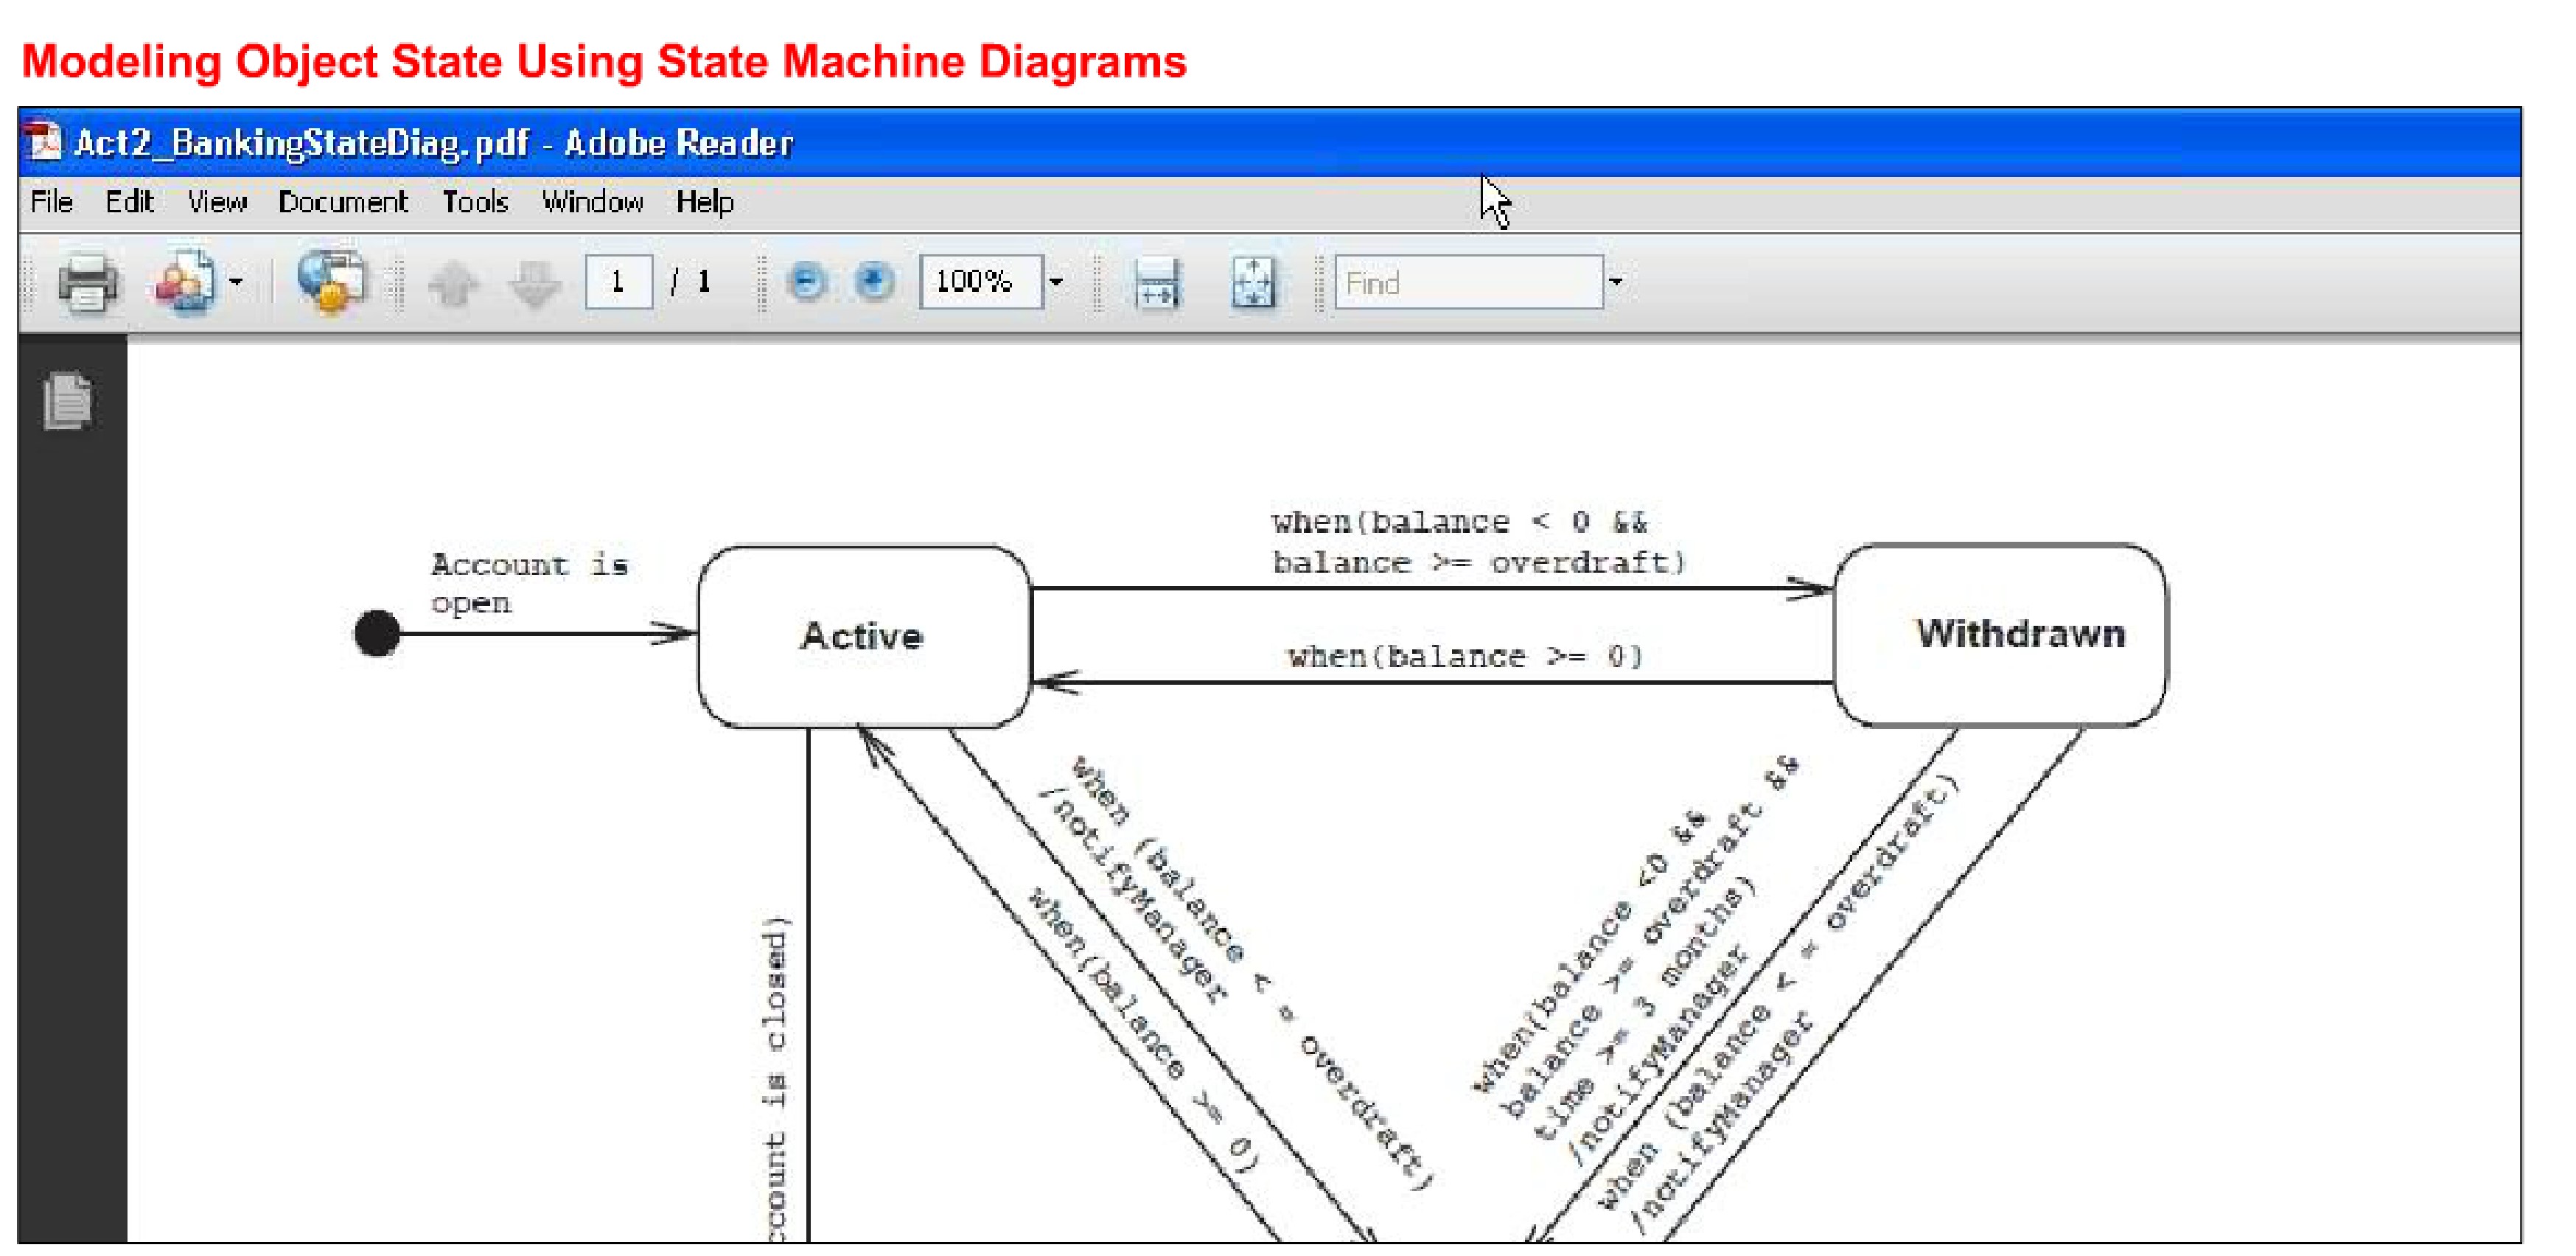 Modeling Object State Using State Machine Diagrams
Act2_BankingStateDiag.pdf - Adobe Reader
File Edit View Document Tools Window Help
1 / 1 100% Find
Account is
open
Active
when(balance < 0 &&
balance >= overdraft)
when(balance >= 0)
Withdrawn
when (balance < = overdraft)
/notifyManager
when(balance >= 0)
when(balance <0 &&
balance >= overdraft &&
time >= 3 months)
/notifyManager
when (balance < = overdraft)
/notifyManager
ccount is closed)